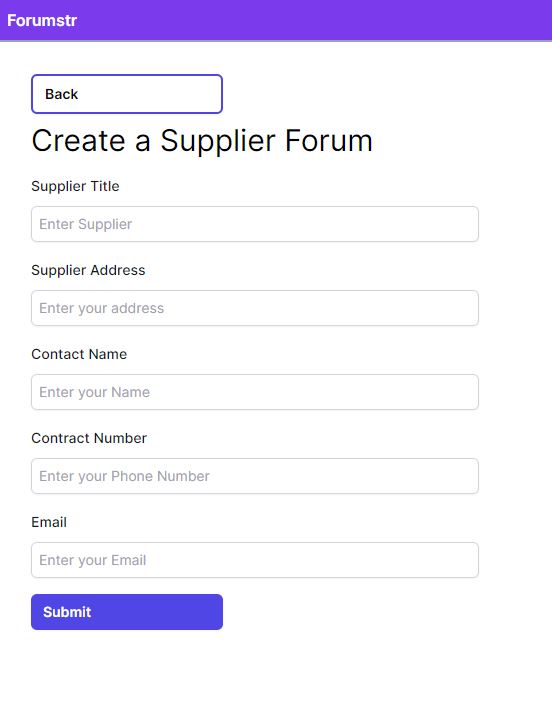 Forumstr
Back
Create a Supplier Forum
Supplier Title
Enter Supplier
Supplier Address
Enter your address
Contact Name
Enter your Name
Contract Number
Enter your Phone Number
Email
Enter your Email
Submit